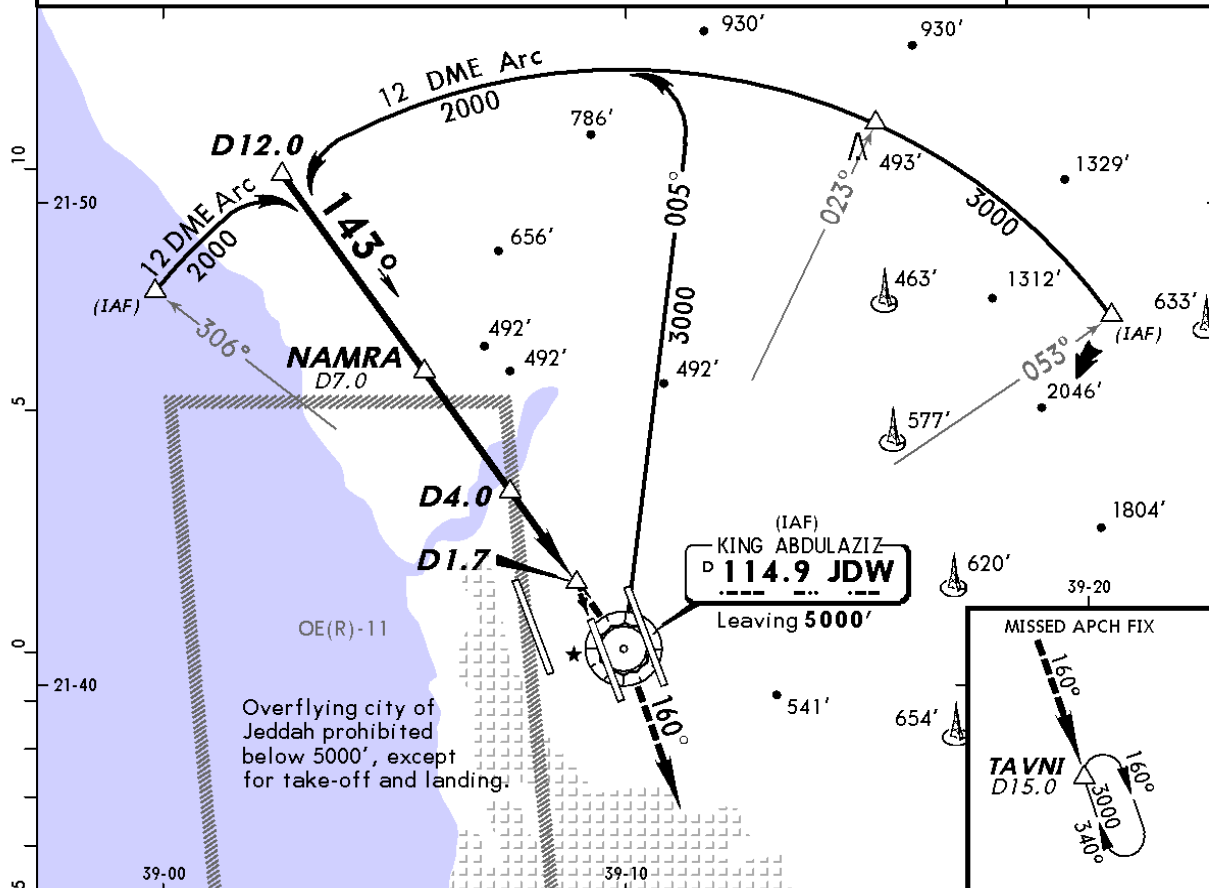 930'
930'
12 DME Arc
2000
786'
D12.0
493'
1329'
10
21-50
023°
005°
3000
12 DME Arc
2000
143°
656'
463'
1312'
633'
(IAF)
306°
3000
(IAF)
053°
NAMRA
D7.0
492'
492'
492'
2046'
5
577'
D4.0
1804'
(IAF)
KING ABDULAZIZ
D 114.9 JDW
Leaving 5000'
D1.7
620'
39-20
OE(R)-11
MISSED APCH FIX
0
160°
21-40
160°
541'
654'
Overflying city of
Jeddah prohibited
below 5000', except
for take-off and landing.
TAVNI
D15.0
160°
3000
340°
39-00
39-10
5